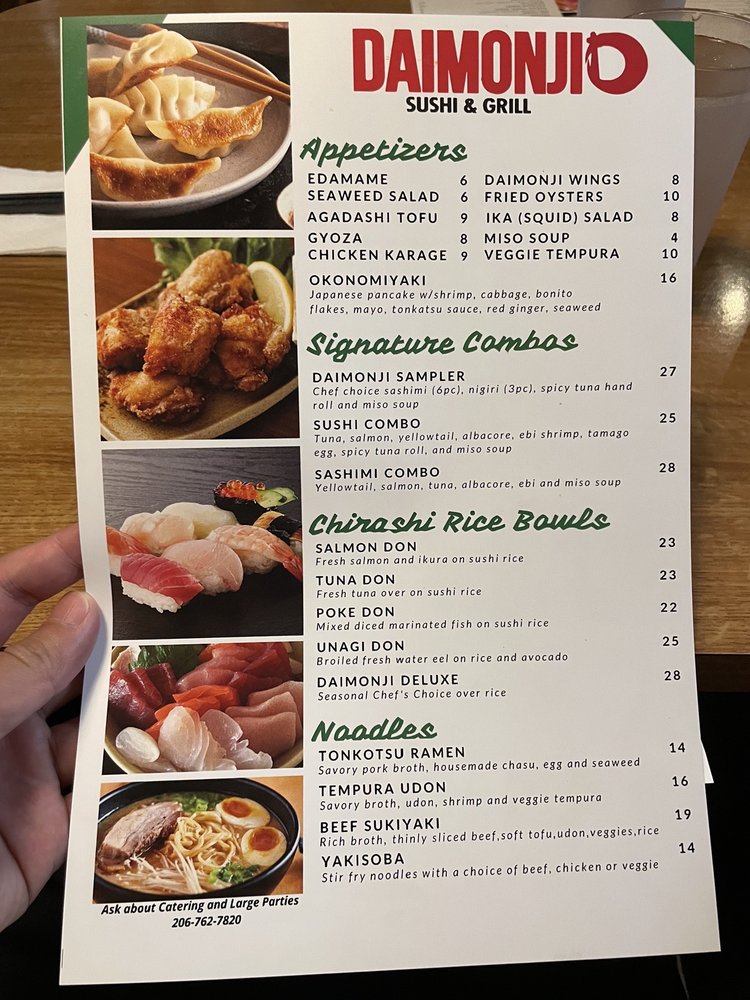 DAIMONJI
SUSHI & GRILL
Appetizers
EDAMAME 6 DAIMONJI WINGS 8
SEAWEED SALAD 6 FRIED OYSTERS 10
AGADASHI TOFU 9 IKA (SQUID) SALAD 8
GYOZA 8 MISO SOUP 4
CHICKEN KARAGE 9 VEGGIE TEMPURA 10
OKONOMIYAKI 16
Japanese pancake w/shrimp, cabbage, bonito
flakes, mayo, tonkatsu sauce, red ginger, seaweed
Signature Combos
DAIMONJI SAMPLER 27
Chef choice sashimi (6pc), nigiri (3pc), spicy tuna hand
roll and miso soup
SUSHI COMBO 25
Tuna, salmon, yellowtail, albacore, ebi shrimp, tamago
egg, spicy tuna roll, and miso soup
SASHIMI COMBO 28
Yellowtail, salmon, tuna, albacore, ebi and miso soup
Chirashi Rice Bowls
SALMON DON 23
Fresh salmon and ikura on sushi rice
TUNA DON 23
Fresh tuna over on sushi rice
POKE DON 22
Mixed diced marinated fish on sushi rice
UNAGI DON 25
Broiled fresh water eel on rice and avocado
DAIMONJI DELUXE 28
Seasonal Chef's Choice over rice
Noodles
TONKOTSU RAMEN 14
Savory pork broth, housemade chasu, egg and seaweed
TEMPURA UDON 16
Savory broth, udon, shrimp and veggie tempura
BEEF SUKIYAKI 19
Rich broth, thinly sliced beef,soft tofu,udon,veggies,rice
YAKISOBA 14
Stir fry noodles with a choice of beef, chicken or veggie
Ask about Catering and Large Parties
206-762-7820